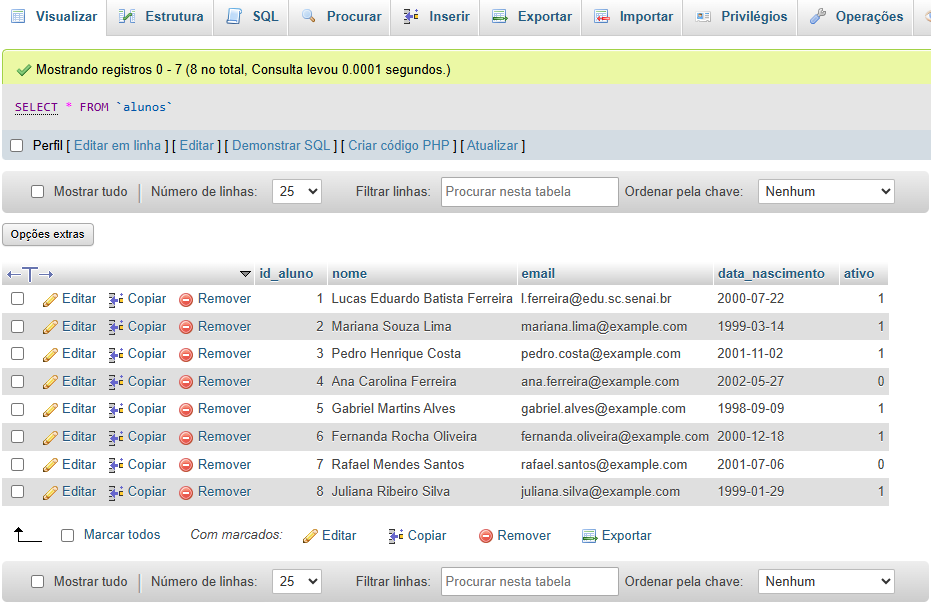 Visualizar Estrutura SQL Procurar Inserir Exportar Importar Privilégios Operações
Mostrando registros 0 - 7 (8 no total, Consulta levou 0.0001 segundos.)
SELECT * FROM `alunos`
Perfil [ Editar em linha ] [ Editar ] [ Demonstrar SQL ] [ Criar código PHP ] [ Atualizar ]
Mostrar tudo Número de linhas: 25 Filtrar linhas: Procurar nesta tabela Ordenar pela chave: Nenhum
Opções extras
id_aluno nome email data_nascimento ativo
Editar Copiar Remover 1 Lucas Eduardo Batista Ferreira l.ferreira@edu.sc.senai.br 2000-07-22 1
Editar Copiar Remover 2 Mariana Souza Lima mariana.lima@example.com 1999-03-14 1
Editar Copiar Remover 3 Pedro Henrique Costa pedro.costa@example.com 2001-11-02 1
Editar Copiar Remover 4 Ana Carolina Ferreira ana.ferreira@example.com 2002-05-27 0
Editar Copiar Remover 5 Gabriel Martins Alves gabriel.alves@example.com 1998-09-09 1
Editar Copiar Remover 6 Fernanda Rocha Oliveira fernanda.oliveira@example.com 2000-12-18 1
Editar Copiar Remover 7 Rafael Mendes Santos rafael.santos@example.com 2001-07-06 0
Editar Copiar Remover 8 Juliana Ribeiro Silva juliana.silva@example.com 1999-01-29 1
Marcar todos Com marcados: Editar Copiar Remover Exportar
Mostrar tudo Número de linhas: 25 Filtrar linhas: Procurar nesta tabela Ordenar pela chave: Nenhum